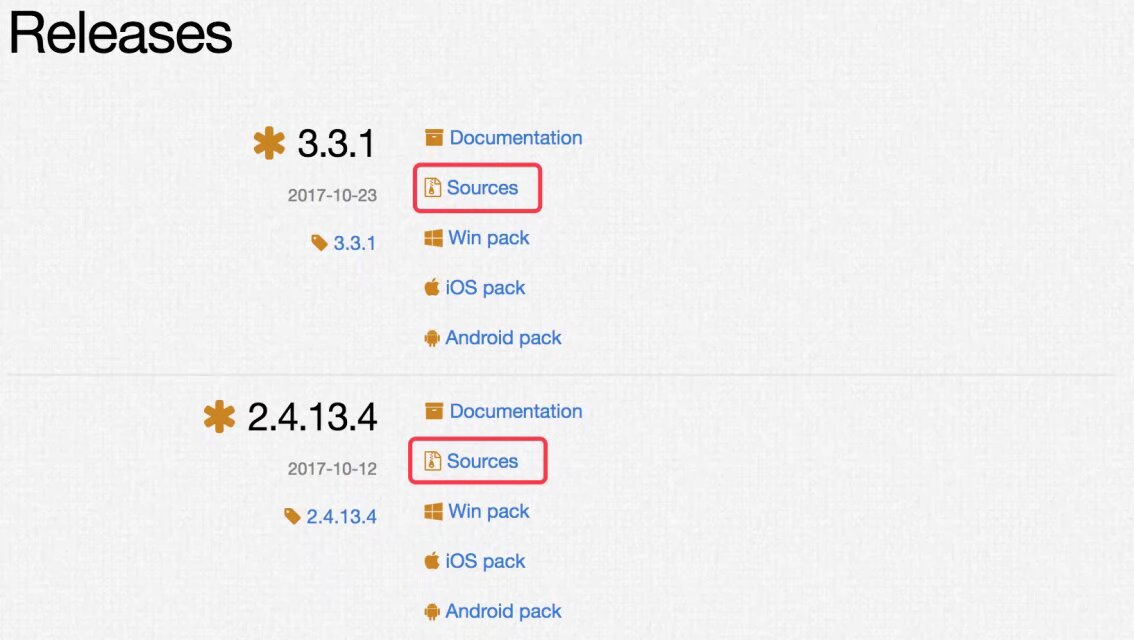 Releases
3.3.1
Documentation
2017-10-23
Sources
3.3.1
Win pack
iOS pack
Android pack
2.4.13.4
Documentation
2017-10-12
Sources
2.4.13.4
Win pack
iOS pack
Android pack